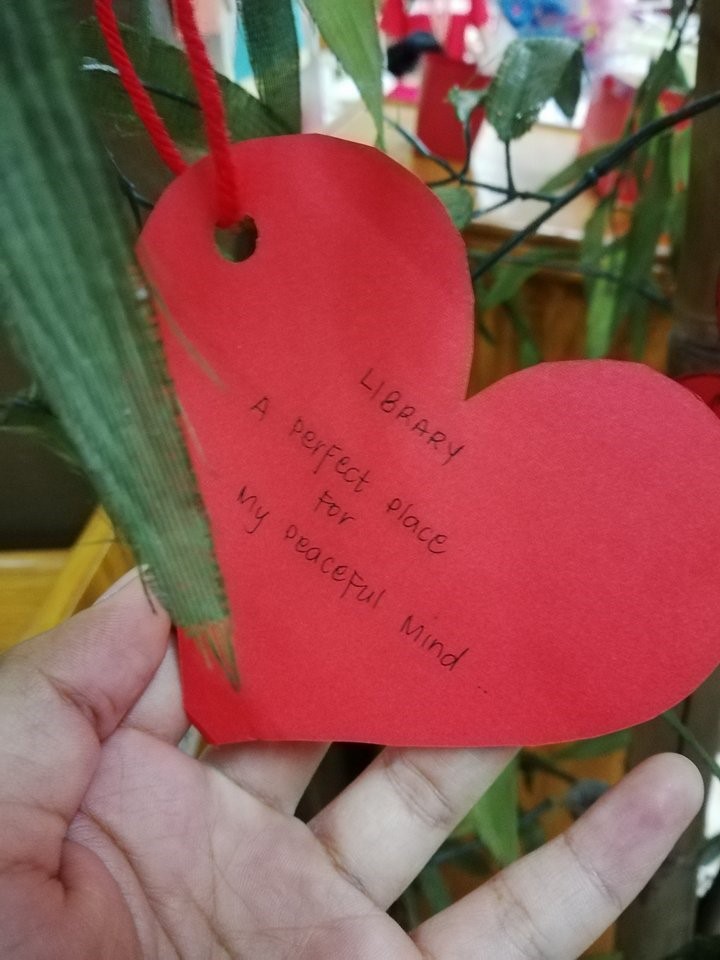 LIBRARY
A perfect place
For
My peaceful Mind..